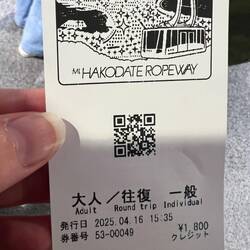 Mt. HAKODATE ROPEWAY
大人／往復　一般
Adult　Round trip　Individual
発行日　2025.04.16 15:35
券番号　53-00049　¥1,800
クレジット